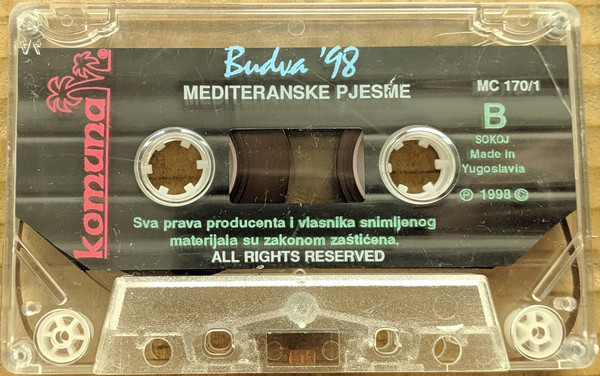 Budva '98
MEDITERANSKE PJESME
MC 170/1
B
SOKOJ
Made in
Yugoslavia
℗ 1998 ©
komuna ®
Sva prava producenta i vlasnika snimljenog
materijala su zakonom zaštićena,
ALL RIGHTS RESERVED